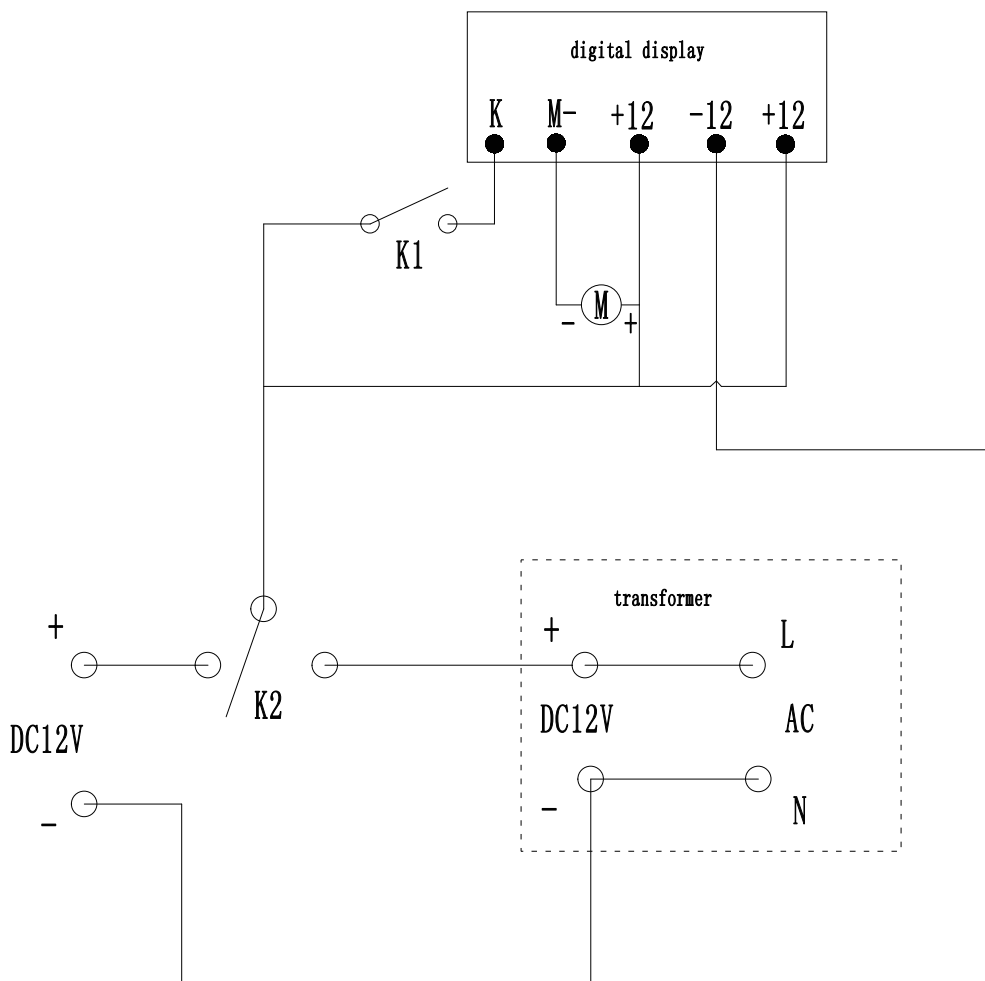 digital display
K M- +12 -12 +12
K1
M
- +
transformer
+ + L
K2
DC12V DC12V AC
- - N